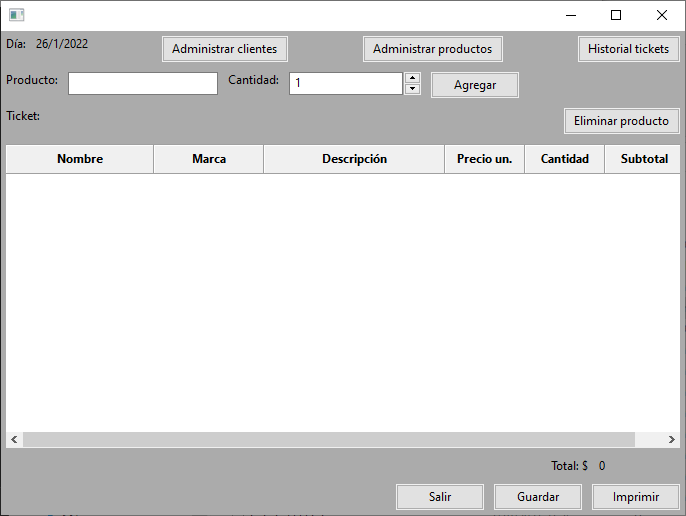 Día: 26/1/2022 Administrar clientes Administrar productos Historial tickets
Producto: Cantidad: 1 Agregar
Ticket: Eliminar producto
Nombre Marca Descripción Precio un. Cantidad Subtotal
Total: $ 0
Salir Guardar Imprimir